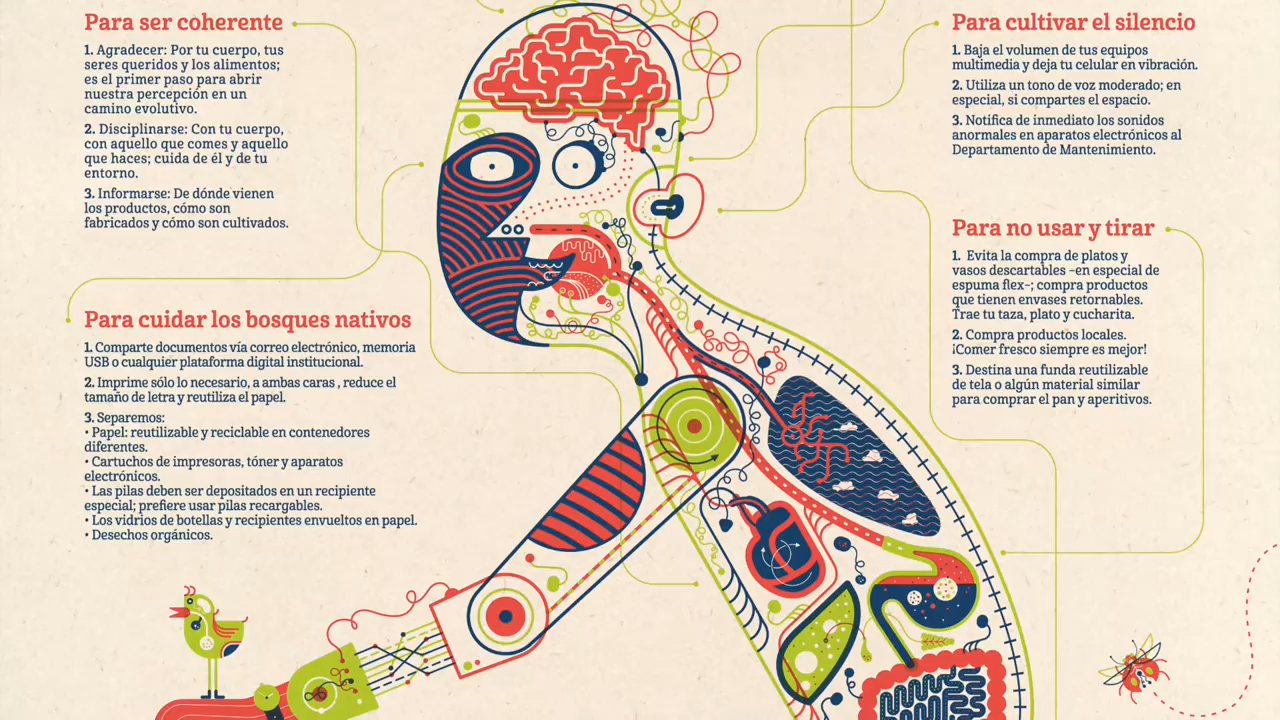 Para ser coherente
1. Agradecer: Por tu cuerpo, tus
seres queridos y los alimentos;
es el primer paso para abrir
nuestra percepción en un
camino evolutivo.
2. Disciplinarse: Con tu cuerpo,
con aquello que comes y aquello
que haces; cuida de él y de tu
entorno.
3. Informarse: De dónde vienen
los productos, cómo son
fabricados y cómo son cultivados.
Para cuidar los bosques nativos
1. Comparte documentos vía correo electrónico, memoria
USB o cualquier plataforma digital institucional.
2. Imprime sólo lo necesario, a ambas caras , reduce el
tamaño de letra y reutiliza el papel.
3. Separemos:
• Papel: reutilizable y reciclable en contenedores
diferentes.
• Cartuchos de impresoras, tóner y aparatos
electrónicos.
• Las pilas deben ser depositados en un recipiente
especial; prefiere usar pilas recargables.
• Los vidrios de botellas y recipientes envueltos en papel.
• Desechos orgánicos.
Para cultivar el silencio
1. Baja el volumen de tus equipos
multimedia y deja tu celular en vibración.
2. Utiliza un tono de voz moderado; en
especial, si compartes el espacio.
3. Notifica de inmediato los sonidos
anormales en aparatos electrónicos al
Departamento de Mantenimiento.
Para no usar y tirar
1. Evita la compra de platos y
vasos descartables -en especial de
espuma flex-; compra productos
que tienen envases retornables.
Trae tu taza, plato y cucharita.
2. Compra productos locales.
¡Comer fresco siempre es mejor!
3. Destina una funda reutilizable
de tela o algún material similar
para comprar el pan y aperitivos.